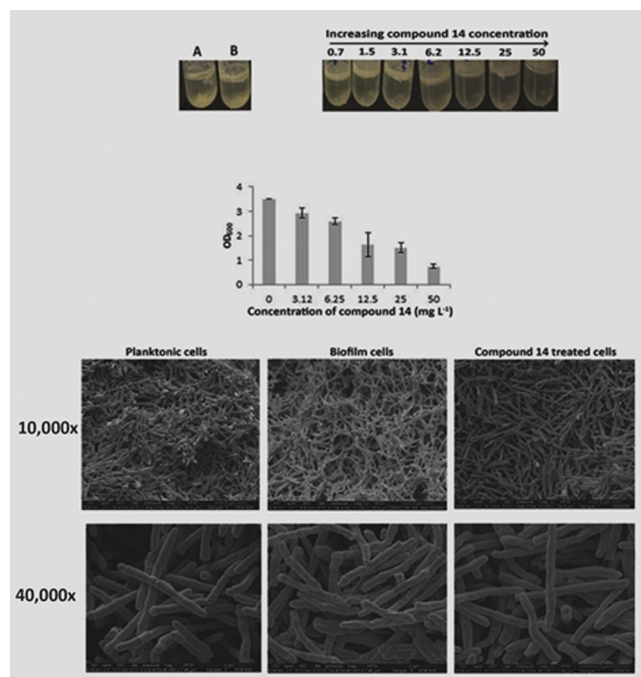 Increasing compound 14 concentration
A B
0.7 1.5 3.1 6.2 12.5 25 50
4
3
2
1
0
OD600
0 3.12 6.25 12.5 25 50
Concentration of compound 14 (mg L-1)
Planktonic cells Biofilm cells Compound 14 treated cells
10,000x
40,000x